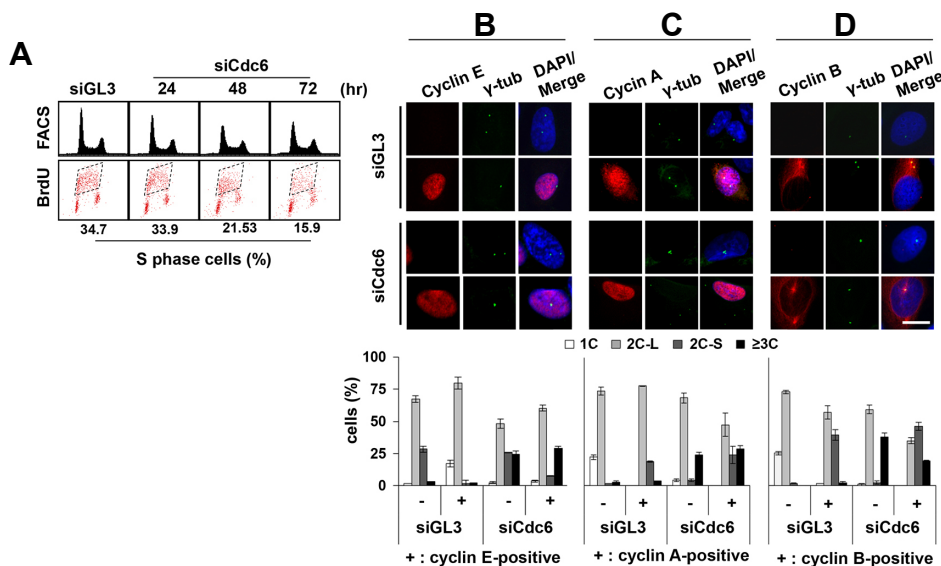 A
siCdc6
siGL3 24 48 72 (hr)
FACS
BrdU
34.7 33.9 21.53 15.9
S phase cells (%)
B C D
Cyclin E γ-tub DAPI/Merge
Cyclin A γ-tub DAPI/Merge
Cyclin B γ-tub DAPI/Merge
siGL3
siCdc6
1C 2C-L 2C-S ≥3C
cells (%)
100
75
50
25
0
- + - + - + - + - + - +
siGL3 siCdc6 siGL3 siCdc6 siGL3 siCdc6
+ : cyclin E-positive + : cyclin A-positive + : cyclin B-positive